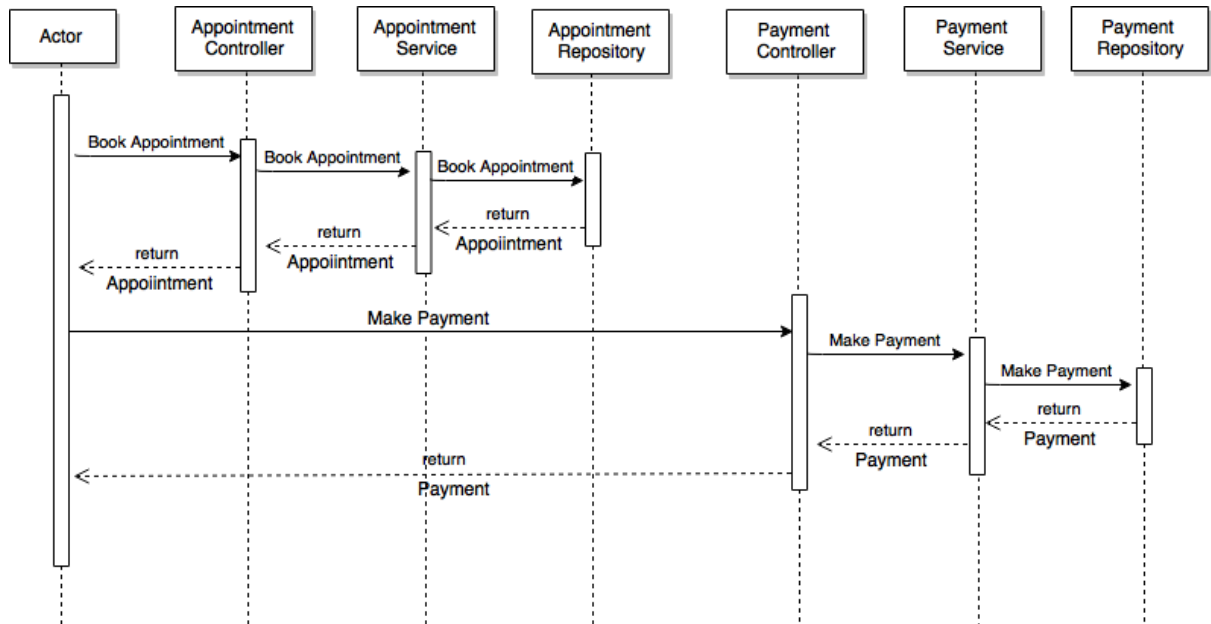 Actor
Appointment
Controller
Appointment
Service
Appointment
Repository
Payment
Controller
Payment
Service
Payment
Repository
Book Appointment
Book Appointment
Book Appointment
return
Appoiintment
return
Appoiintment
return
Appoiintment
Make Payment
Make Payment
Make Payment
return
Payment
return
Payment
return
Payment